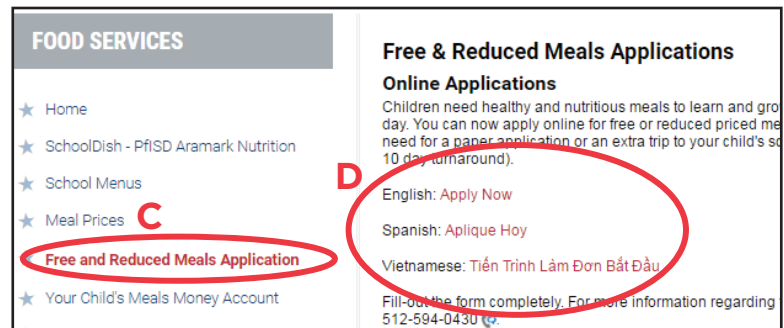 FOOD SERVICES
Home
SchoolDish - PfISD Aramark Nutrition
School Menus
Meal Prices
C
Free and Reduced Meals Application
Your Child's Meals Money Account
Free & Reduced Meals Applications
Online Applications
Children need healthy and nutritious meals to learn and
day. You can now apply online for free or reduced priced
need for a paper application or an extra trip to your child's
10 day turnaround).
D
English: Apply Now
Spanish: Aplique Hoy
Vietnamese: Tiến Trình Làm Đơn Bắt Đầu
Fill-out the form completely. For more information regarding
512-594-0430